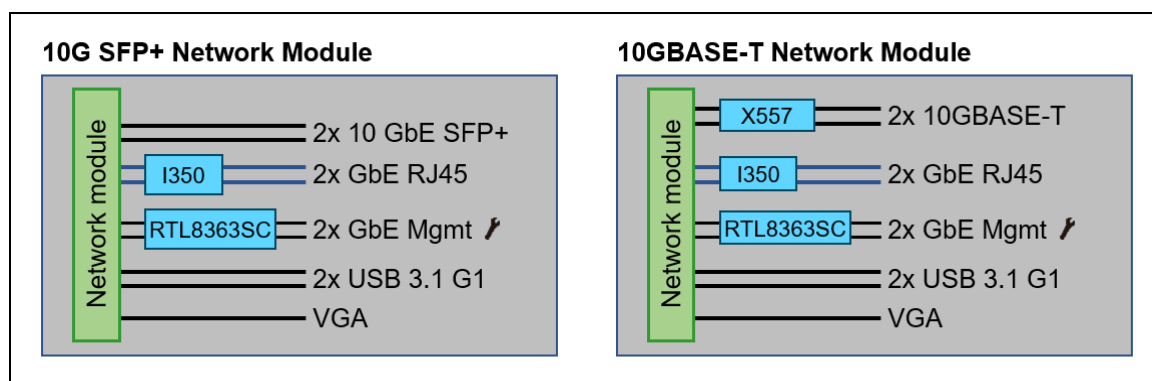 10G SFP+ Network Module
Network module
2x 10 GbE SFP+
I350
2x GbE RJ45
RTL8363SC
2x GbE Mgmt
2x USB 3.1 G1
VGA
10GBASE-T Network Module
Network module
X557
2x 10GBASE-T
I350
2x GbE RJ45
RTL8363SC
2x GbE Mgmt
2x USB 3.1 G1
VGA